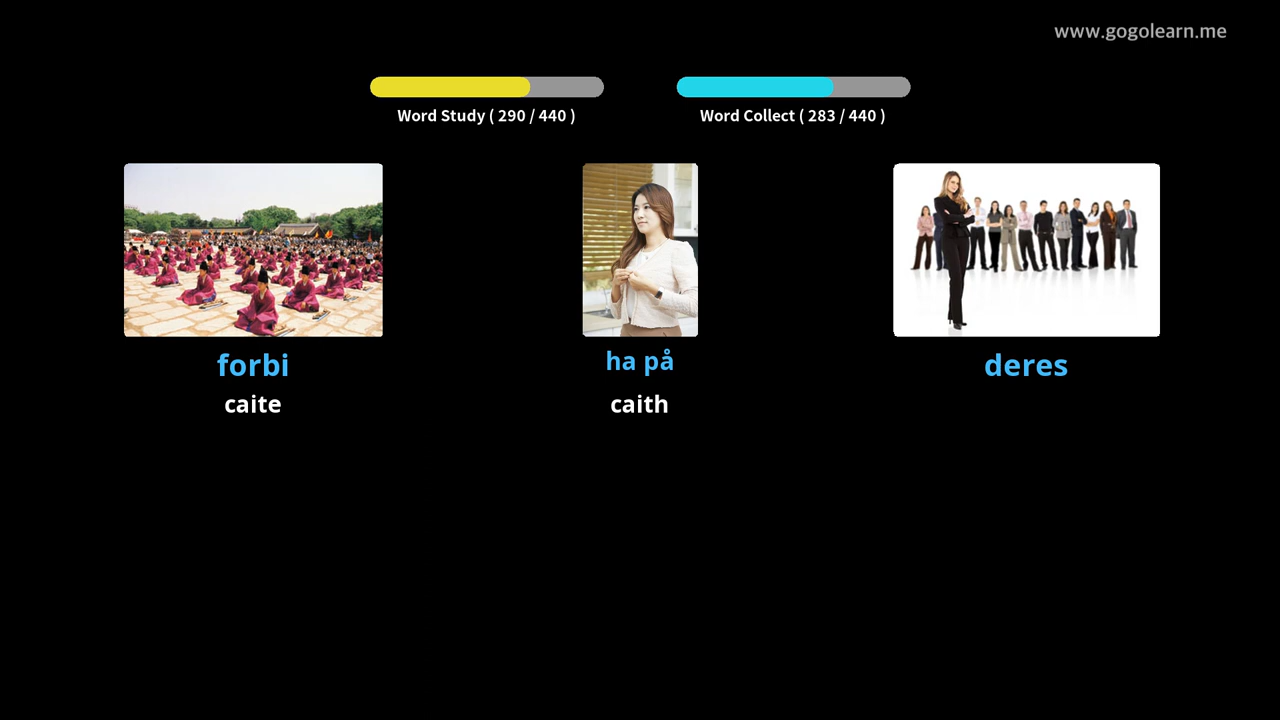 www.gogolearn.me
Word Study ( 290 / 440 )
Word Collect ( 283 / 440 )
forbi
ha på
deres
caite
caith